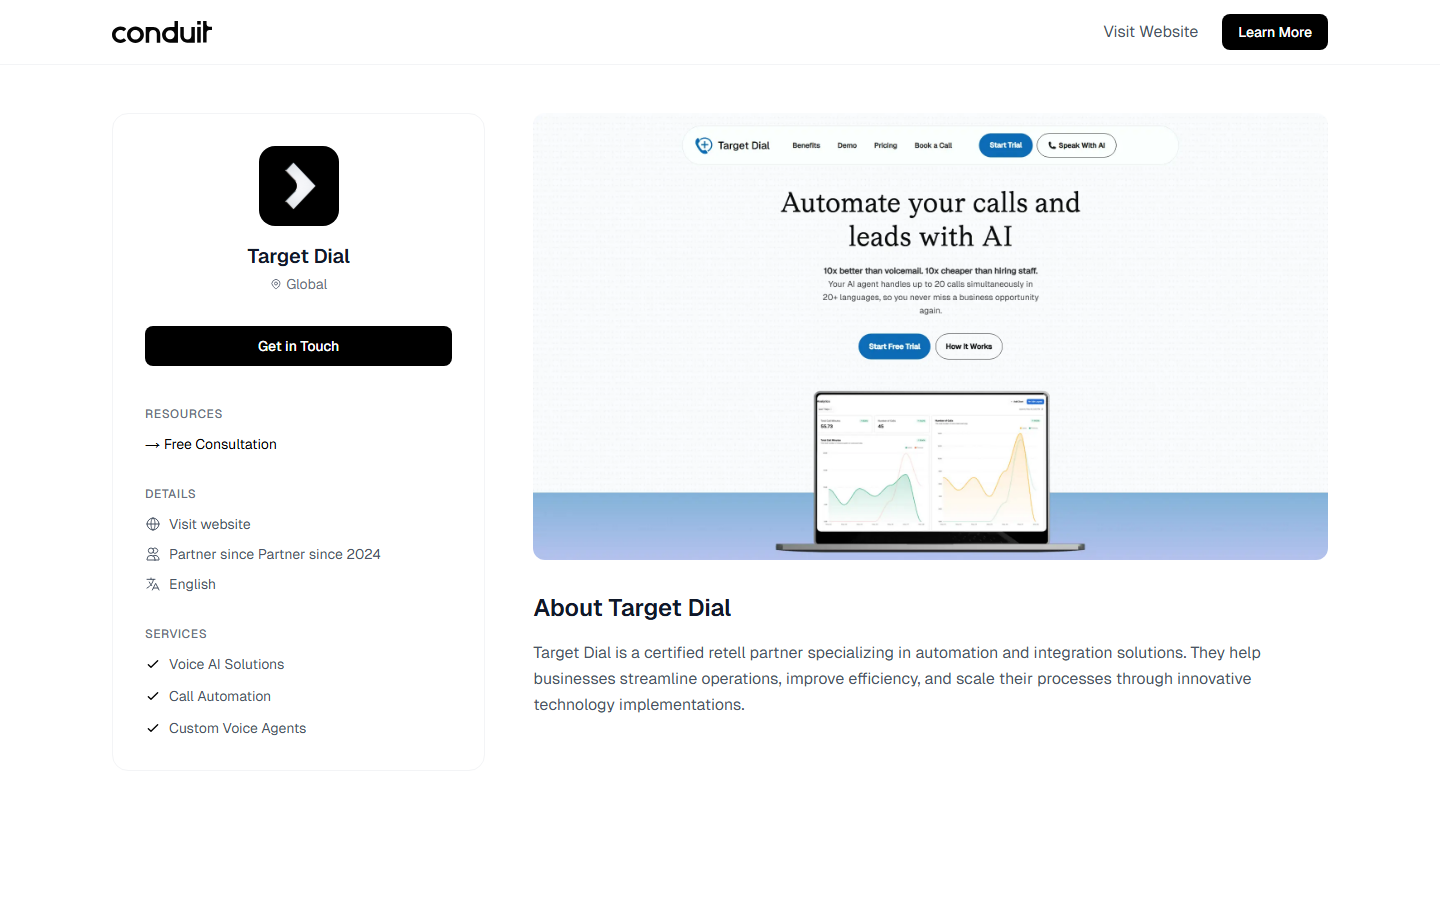 conduit
Visit Website
Learn More
Target Dial
Global
Get in Touch
RESOURCES
→ Free Consultation
DETAILS
Visit website
Partner since Partner since 2024
English
SERVICES
Voice AI Solutions
Call Automation
Custom Voice Agents
Target Dial
Benefits
Demo
Pricing
Book a Call
Start Trial
Speak With AI
Automate your calls and
leads with AI
10x better than voicemail. 10x cheaper than hiring staff.
Your AI agent handles up to 20 calls simultaneously in
20+ languages, so you never miss a business opportunity
again.
Start Free Trial
How It Works
55.73
45
About Target Dial
Target Dial is a certified retell partner specializing in automation and integration solutions. They help
businesses streamline operations, improve efficiency, and scale their processes through innovative
technology implementations.